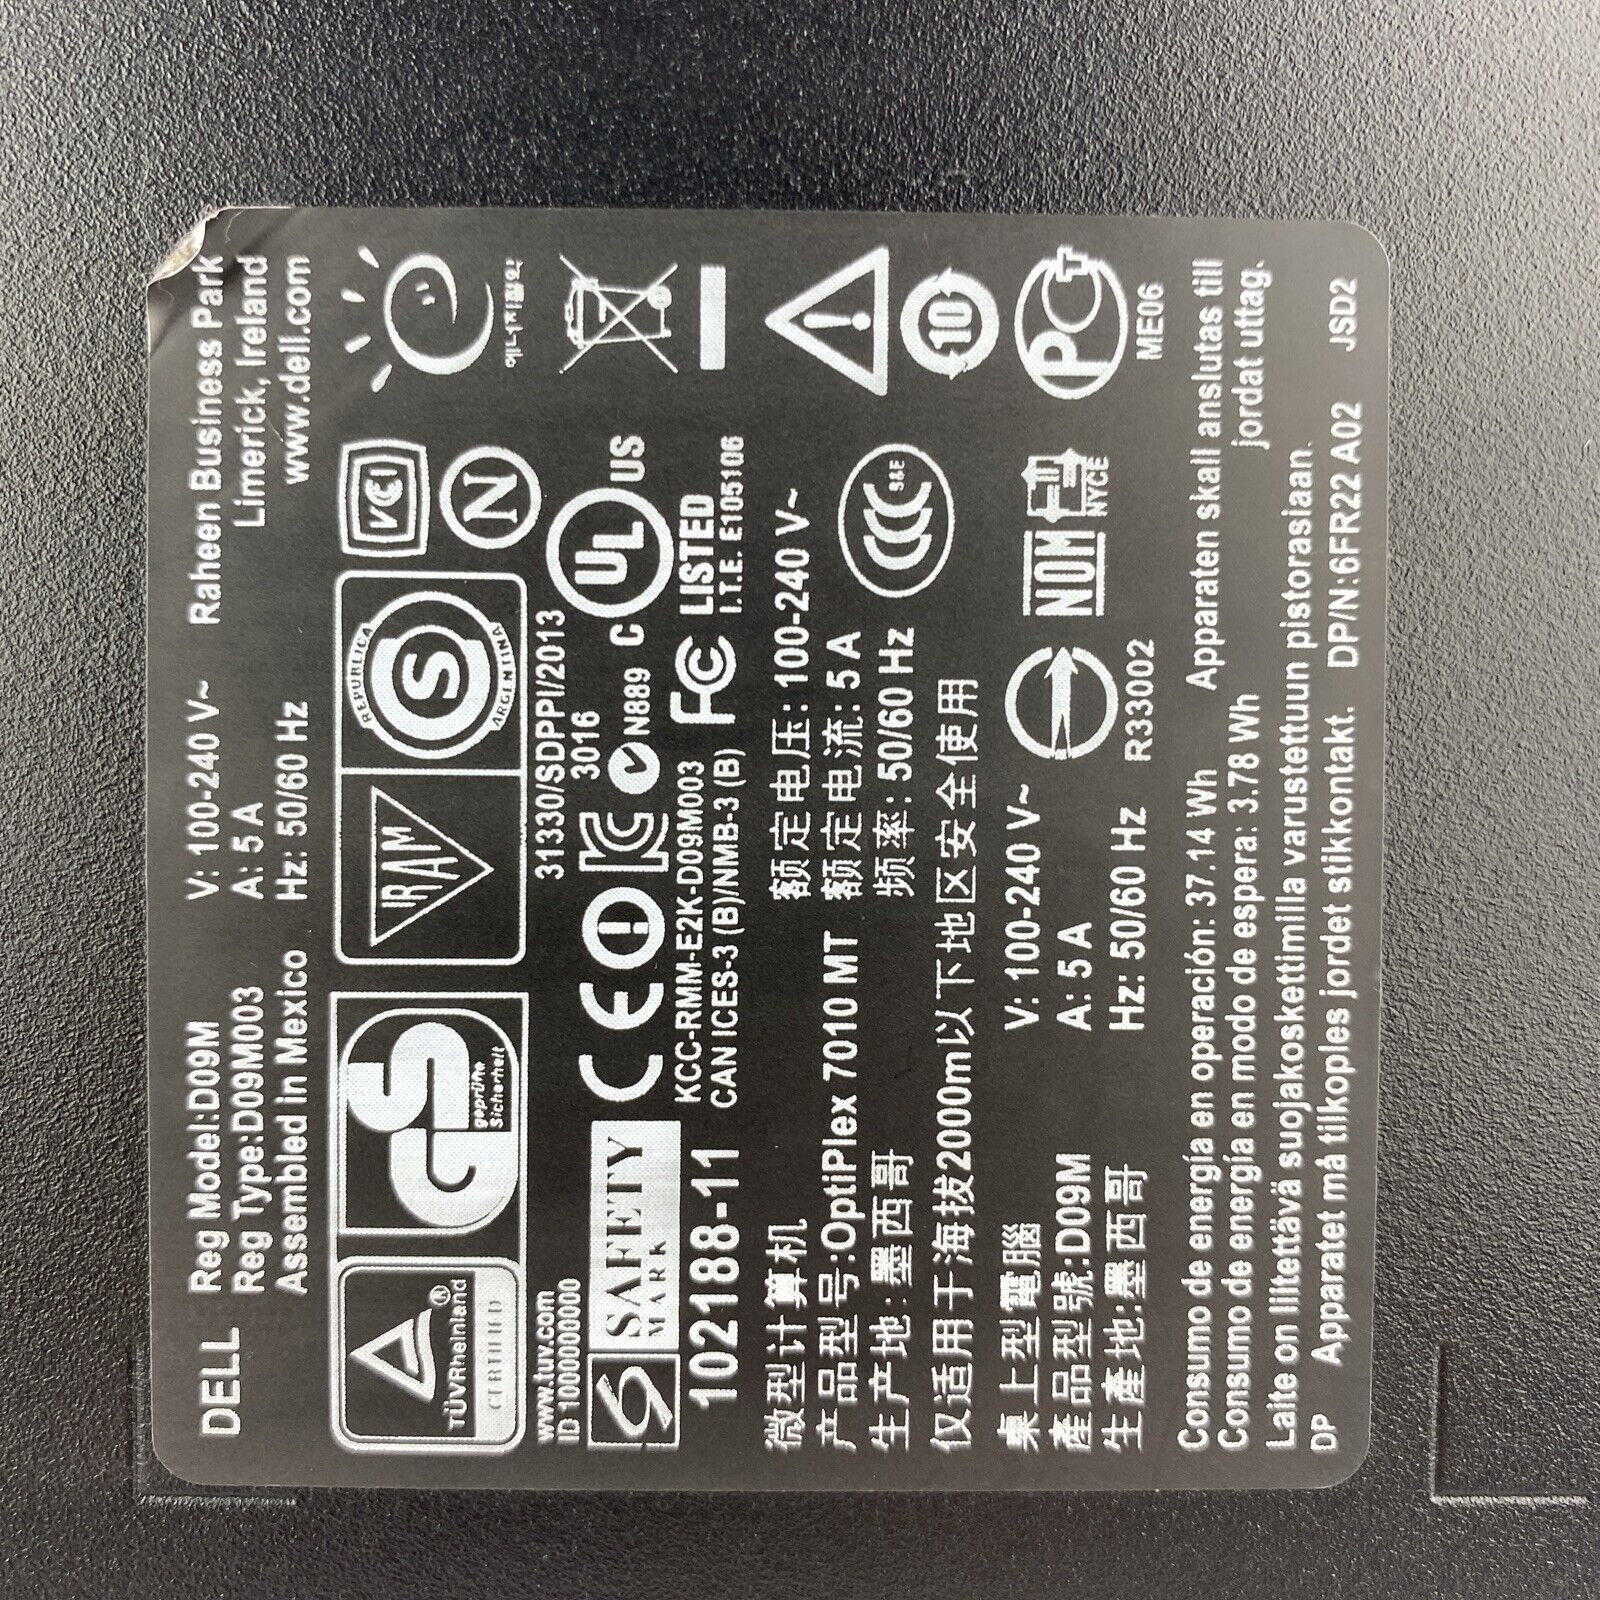 DELL
Reg Model:D09M
Reg Type:D09M003
Assembled in Mexico
V: 100-240 V~
A: 5 A
Hz: 50/60 Hz
Raheen Business Park
Limerick, Ireland
www.dell.com
TÜVRheinland®
CERTIFIED
GS
geprüfte
Sicherheit
IRAM
REPUBLICA
S
ARGENTINA
VCCI
N
www.tuv.com
ID 1000000000
31330/SDPPI/2013
3016
SAFETY
MARK
10188-11
102188-11
CE
KC
N889
C UL US
KCC-RMM-E2K-D09M003
CAN ICES-3 (B)/NMB-3 (B)
FC
LISTED
I.T.E. E105106
微型计算机
产品型号:OptiPlex 7010 MT
生产地:墨西哥
额定电压: 100-240 V~
额定电流: 5 A
频率: 50/60 Hz
仅适用于海拔2000m以下地区安全使用
CCC
S&E
10
桌上型電腦
產品型號:D09M
生產地:墨西哥
V: 100-240 V~
A: 5 A
Hz: 50/60 Hz
R33002
NOM
NYCE
PCT
ME06
Consumo de energía en operación: 37.14 Wh
Consumo de energía en modo de espera: 3.78 Wh
Apparaten skall anslutas till
jordat uttag.
Laite on liitettävä suojakoskettimilla varustettuun pistorasiaan.
DP
Apparatet må tilkoples jordet stikkontakt.
DP/N:6FR22 A02
JSD2